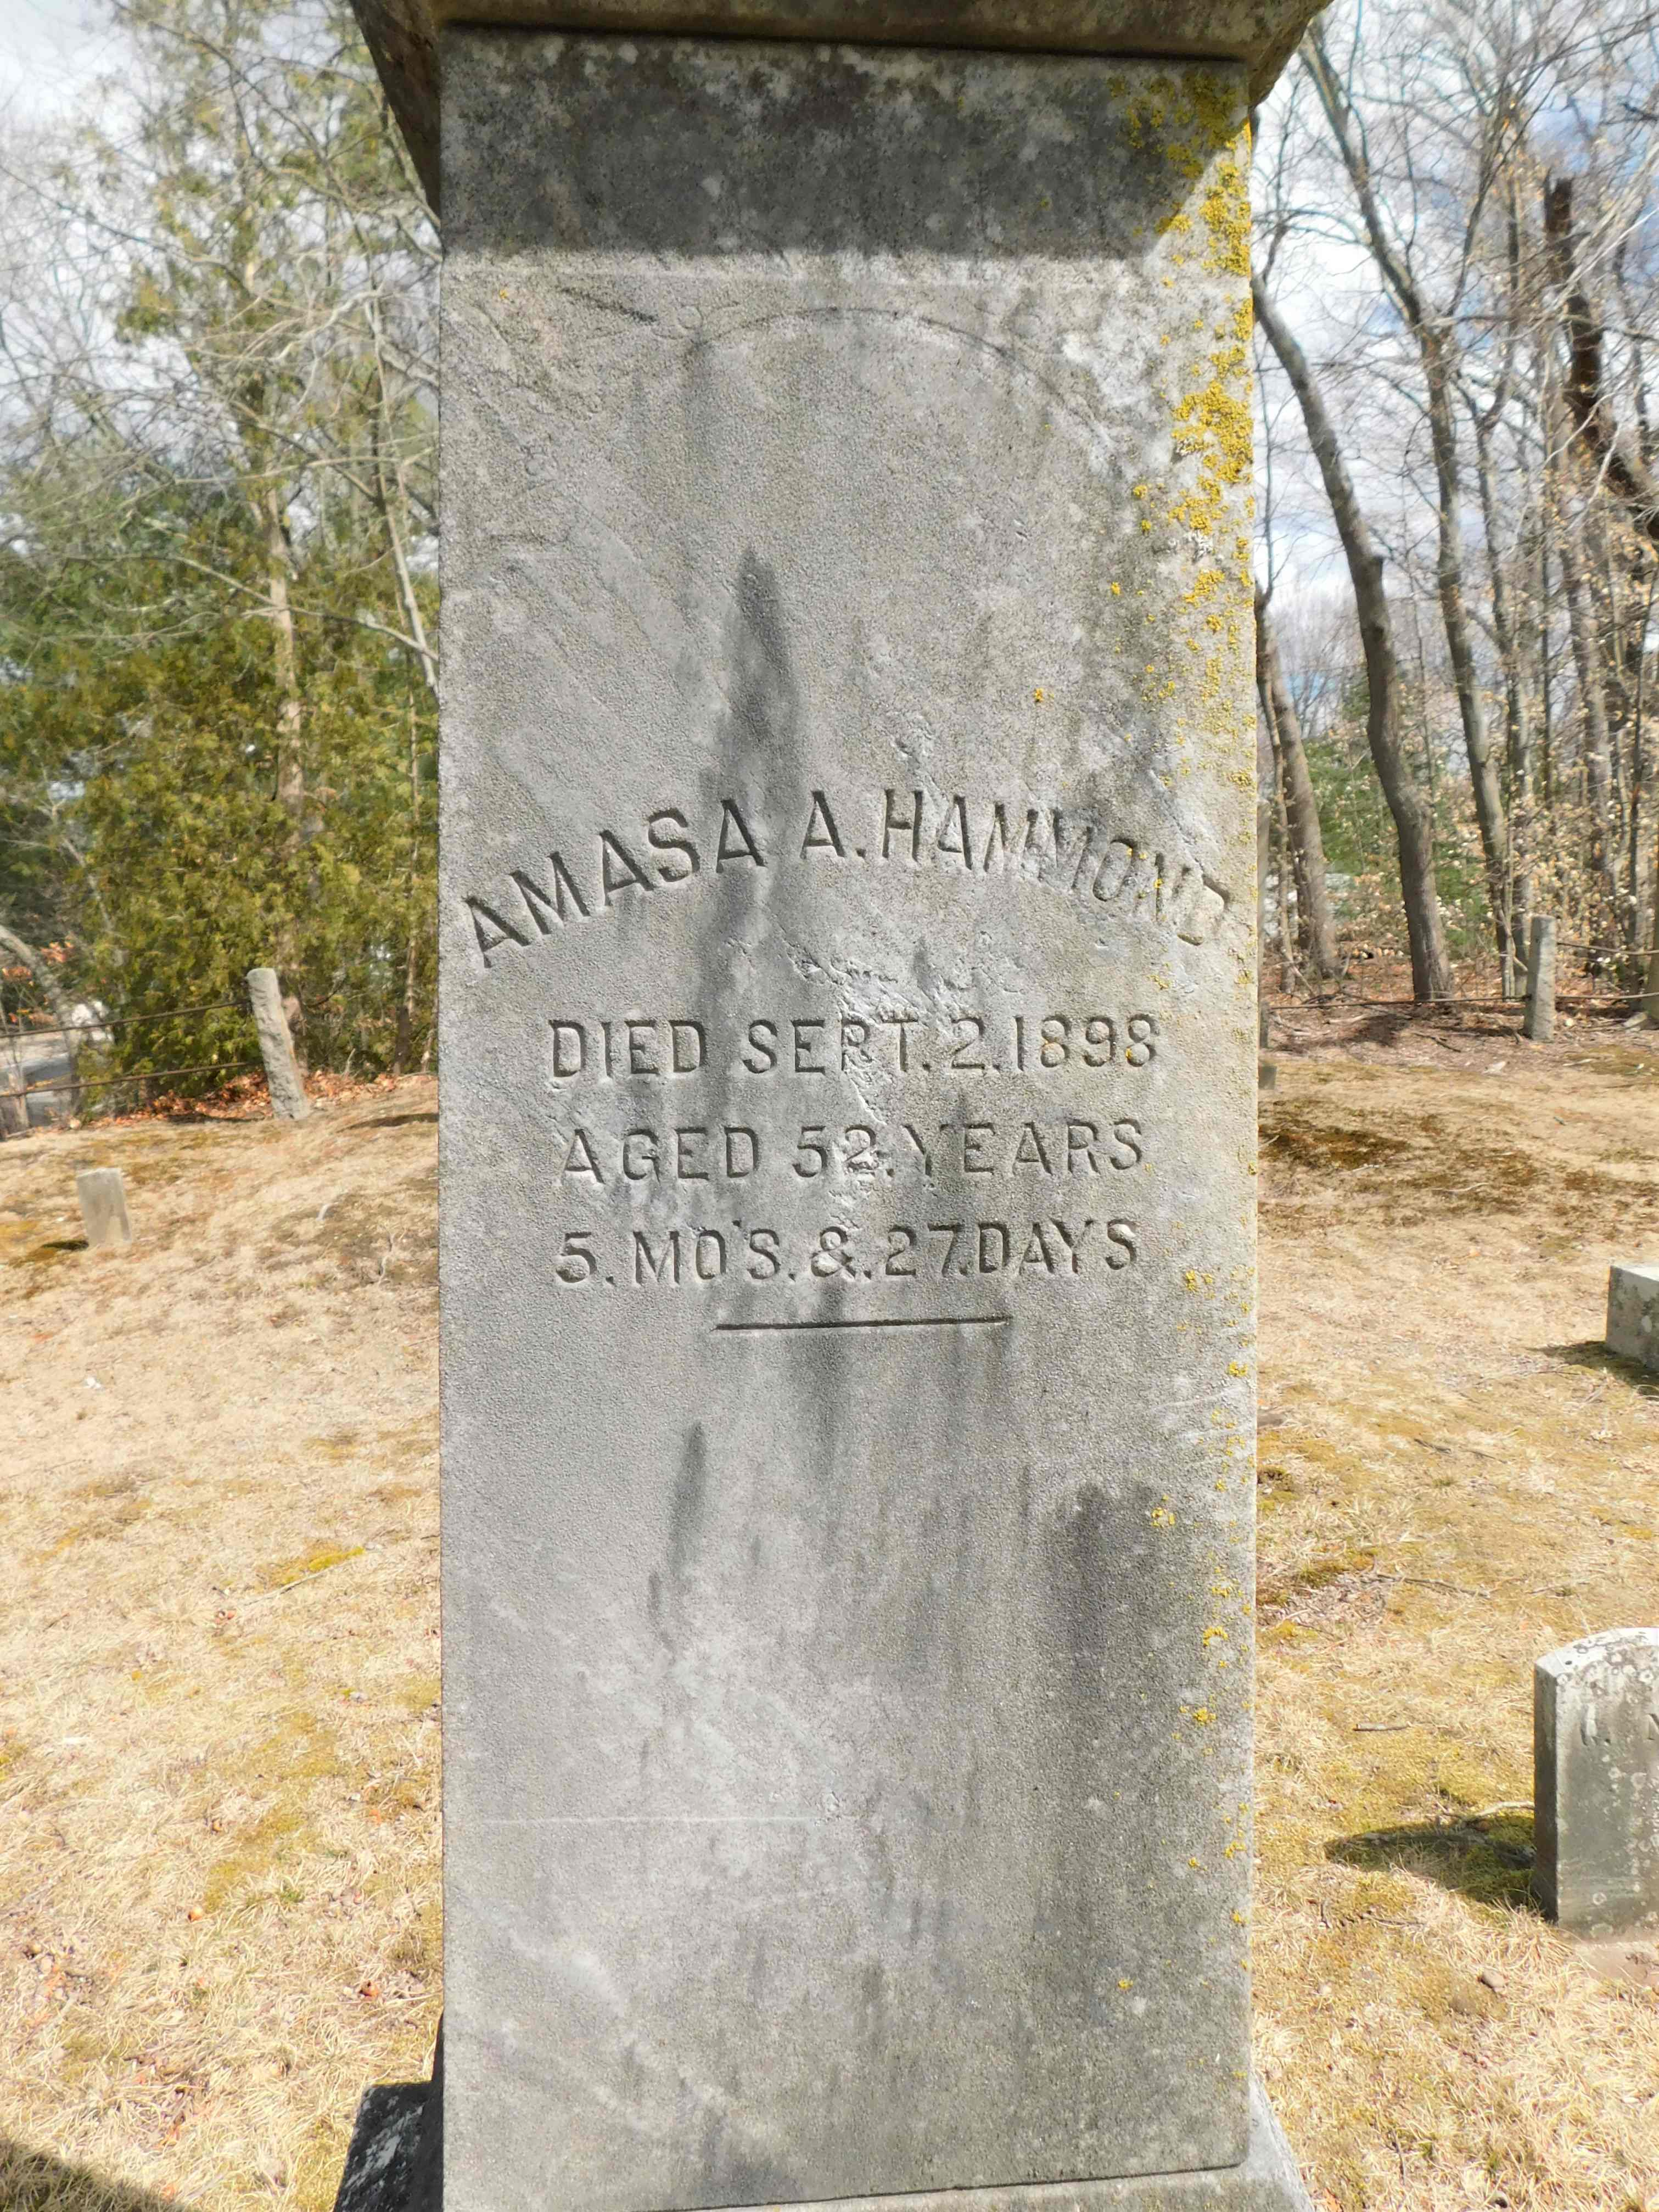 AMASA A. HAMMOND
DIED SEPT. 2. 1898
AGED 52. YEARS
5. MO'S. &. 27. DAYS